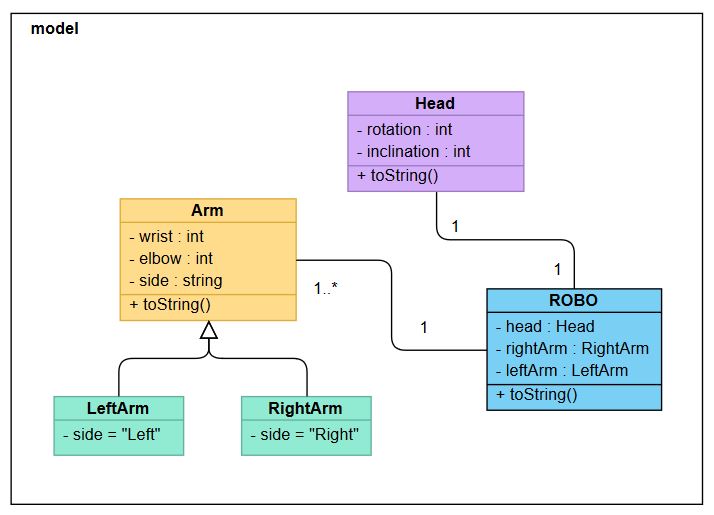 model
Head
- rotation : int
- inclination : int
+ toString()
1
1
Arm
- wrist : int
- elbow : int
- side : string
+ toString()
1..*
1
ROBO
- head : Head
- rightArm : RightArm
- leftArm : LeftArm
+ toString()
LeftArm
- side = "Left"
RightArm
- side = "Right"